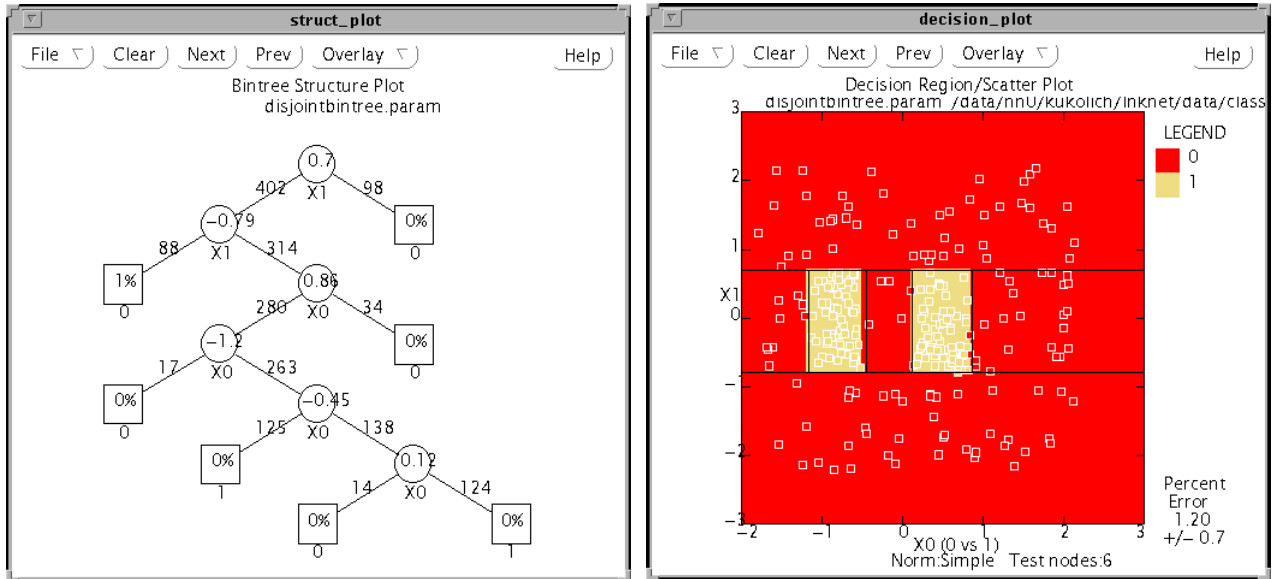 struct_plot
File Clear Next Prev Overlay Help
Bintree Structure Plot
disjointbintree.param
0.7
402 X1 98
-0.79 0%
88 X1 314 0
1% 0.86
0 280 X0 34
-1.2 0%
17 X0 263 0
0% -0.45
0 125 X0 138
0% 0.12
1 14 X0 124
0% 0%
0 1
decision_plot
File Clear Next Prev Overlay Help
Decision Region/Scatter Plot
disjointbintree.param /data/nn0/kukolich/lnknet/data/class
3
LEGEND
0
2
1
1
X1
0
-1
-2
-3
-2 -1 0 1 2 3
X0 (0 vs 1)
Norm:Simple Test nodes:6
Percent
Error
1.20
+/- 0.7